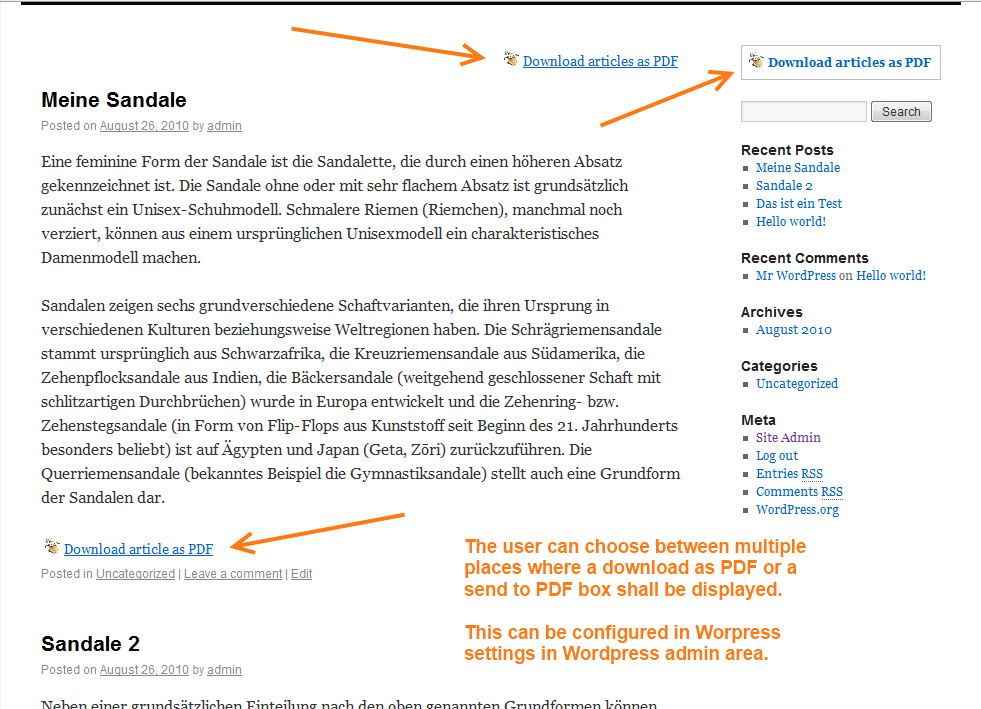 Download articles as PDF
Download articles as PDF
Search
Meine Sandale
Posted on August 26, 2010 by admin
Eine feminine Form der Sandale ist die Sandalette, die durch einen höheren Absatz
gekennzeichnet ist. Die Sandale ohne oder mit sehr flachem Absatz ist grundsätzlich
zunächst ein Unisex-Schuhmodell. Schmalere Riemen (Riemchen), manchmal noch
verziert, können aus einem ursprünglichen Unisexmodell ein charakteristisches
Damenmodell machen.
Sandalen zeigen sechs grundverschiedene Schaftvarianten, die ihren Ursprung in
verschiedenen Kulturen beziehungsweise Weltregionen haben. Die Schrägriemensandale
stammt ursprünglich aus Schwarzafrika, die Kreuzriemensandale aus Südamerika, die
Zehenpflocksandale aus Indien, die Bäckersandale (weitgehend geschlossener Schaft mit
schlitzartigen Durchbrüchen) wurde in Europa entwickelt und die Zehenring- bzw.
Zehenstegsandale (in Form von Flip-Flops aus Kunststoff seit Beginn des 21. Jahrhunderts
besonders beliebt) ist auf Ägypten und Japan (Geta, Zōri) zurückzuführen. Die
Querriemensandale (bekanntes Beispiel die Gymnastiksandale) stellt auch eine Grundform
der Sandalen dar.
Download article as PDF
Posted in Uncategorized | Leave a comment | Edit
Sandale 2
Posted on August 26, 2010 by admin
Neben einer grundsätzlichen Einteilung nach den oben genannten Grundformen können
Recent Posts
Meine Sandale
Sandale 2
Das ist ein Test
Hello world!
Recent Comments
Mr WordPress on Hello world!
Archives
August 2010
Categories
Uncategorized
Meta
Site Admin
Log out
Entries RSS
Comments RSS
WordPress.org
The user can choose between multiple
places where a download as PDF or a
send to PDF box shall be displayed.
This can be configured in Worpress
settings in Wordpress admin area.